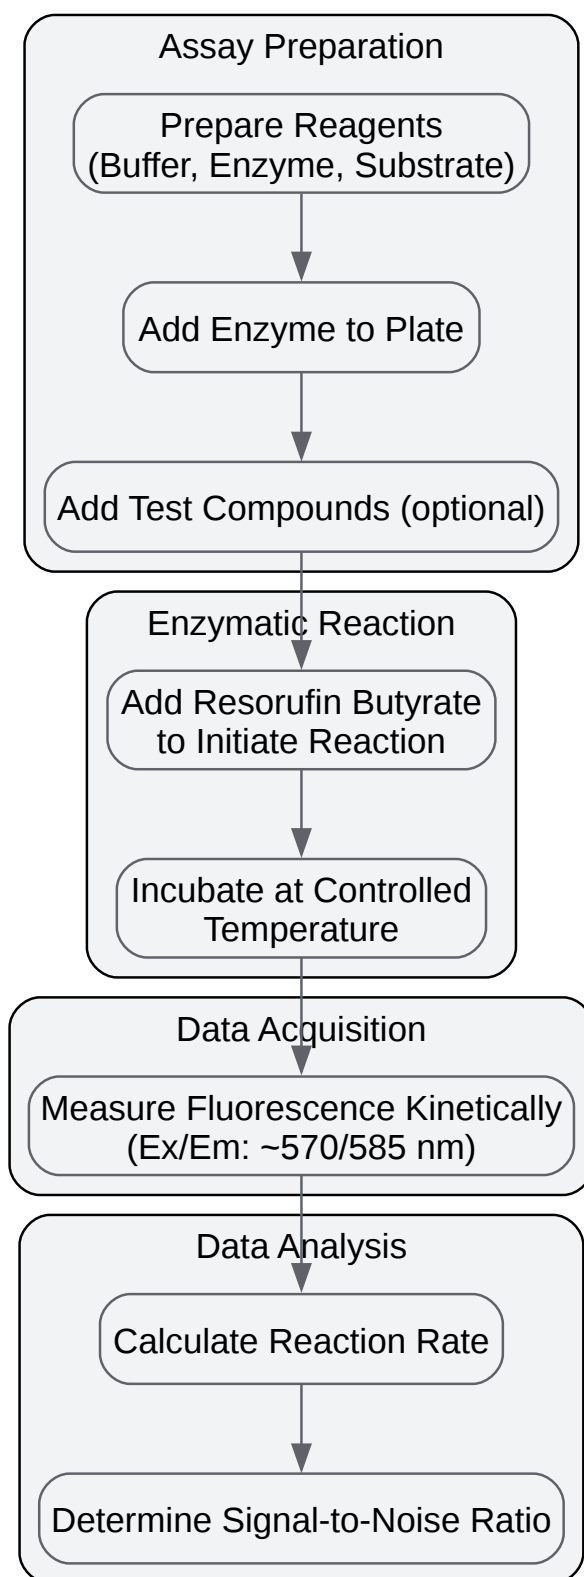 Assay Preparation
Prepare Reagents
(Buffer, Enzyme, Substrate)
Add Enzyme to Plate
Add Test Compounds (optional)
Enzymatic Reaction
Add Resorufin Butyrate
to Initiate Reaction
Incubate at Controlled
Temperature
Data Acquisition
Measure Fluorescence Kinetically
(Ex/Em: ~570/585 nm)
Data Analysis
Calculate Reaction Rate
Determine Signal-to-Noise Ratio